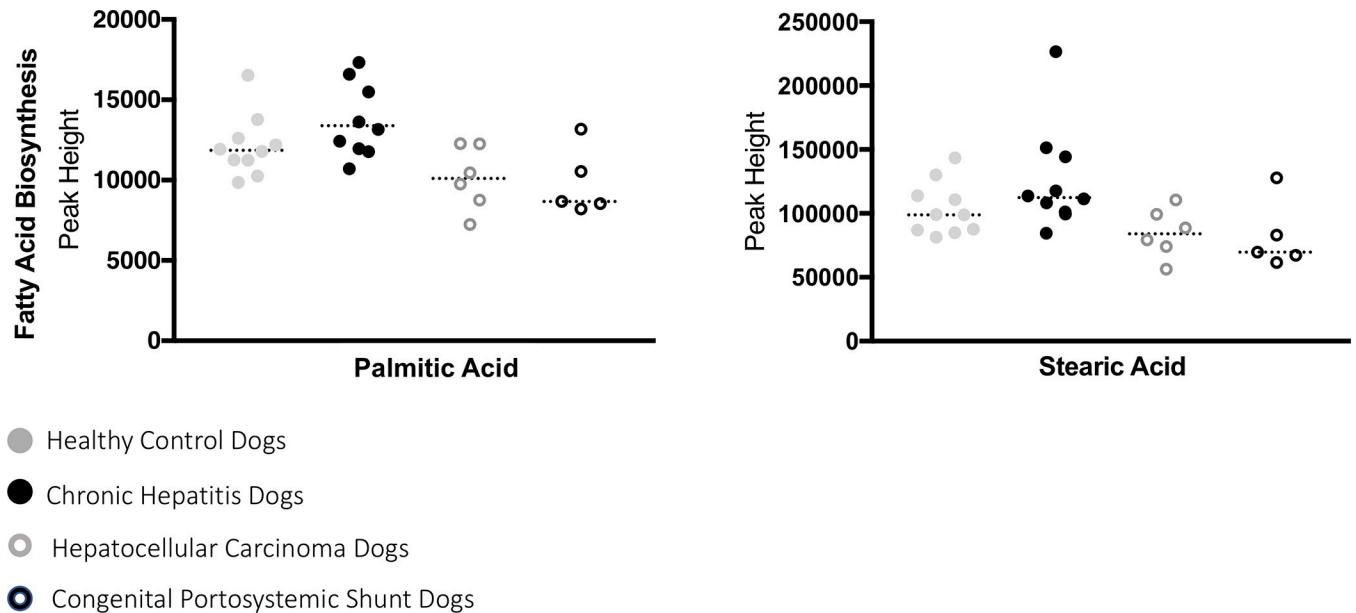 Fatty Acid Biosynthesis
Peak Height
20000
15000
10000
5000
0
Palmitic Acid
Peak Height
250000
200000
150000
100000
50000
0
Stearic Acid
Healthy Control Dogs
Chronic Hepatitis Dogs
Hepatocellular Carcinoma Dogs
Congenital Portosystemic Shunt Dogs